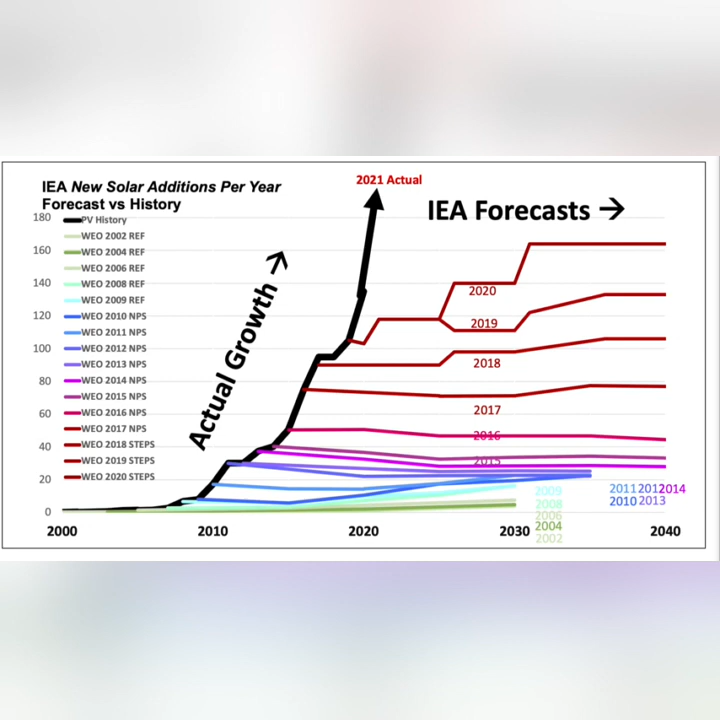 IEA New Solar Additions Per Year
Forecast vs History
2021 Actual
IEA Forecasts →
Actual Growth →
180
160
140
120
100
80
60
40
20
0
PV History
WEO 2002 REF
WEO 2004 REF
WEO 2006 REF
WEO 2008 REF
WEO 2009 REF
WEO 2010 NPS
WEO 2011 NPS
WEO 2012 NPS
WEO 2013 NPS
WEO 2014 NPS
WEO 2015 NPS
WEO 2016 NPS
WEO 2017 NPS
WEO 2018 STEPS
WEO 2019 STEPS
WEO 2020 STEPS
2020
2019
2018
2017
2016
2015
2009
2008
2006
2004
2002
2011 2012 2014
2010 2013
2000 2010 2020 2030 2040